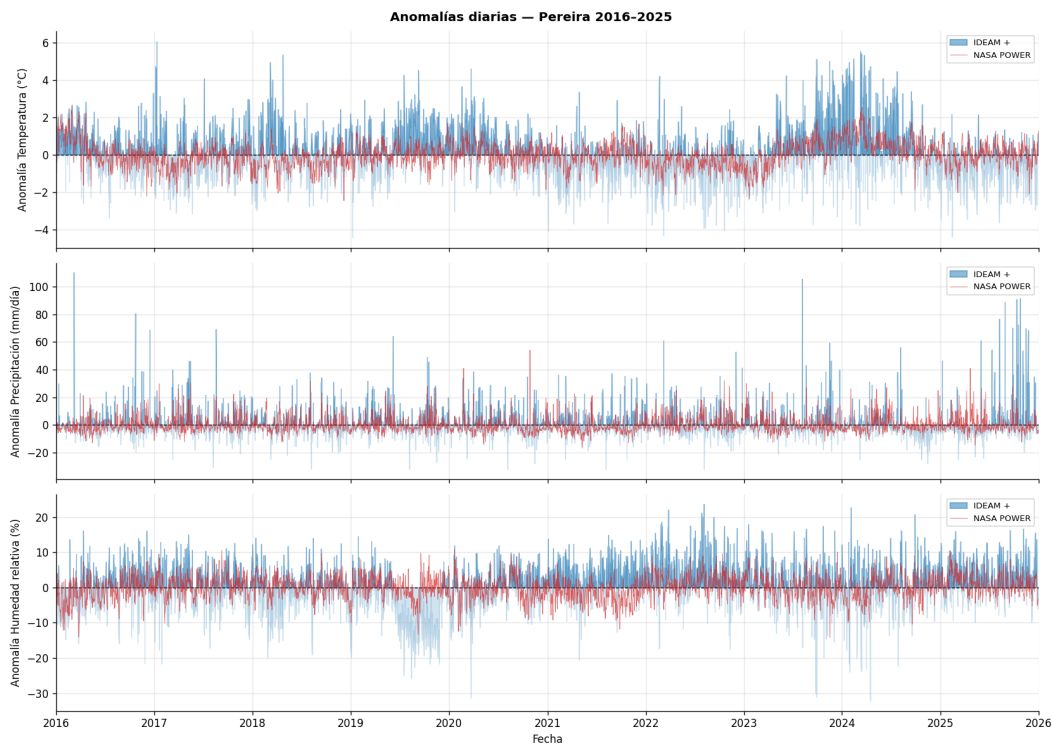 Anomalías diarias — Pereira 2016–2025
Anomalía Temperatura (°C)
6
4
2
0
−2
−4
IDEAM +
NASA POWER
Anomalía Precipitación (mm/día)
100
80
60
40
20
0
−20
IDEAM +
NASA POWER
Anomalía Humedad relativa (%)
20
10
0
−10
−20
−30
IDEAM +
NASA POWER
2016 2017 2018 2019 2020 2021 2022 2023 2024 2025 2026
Fecha